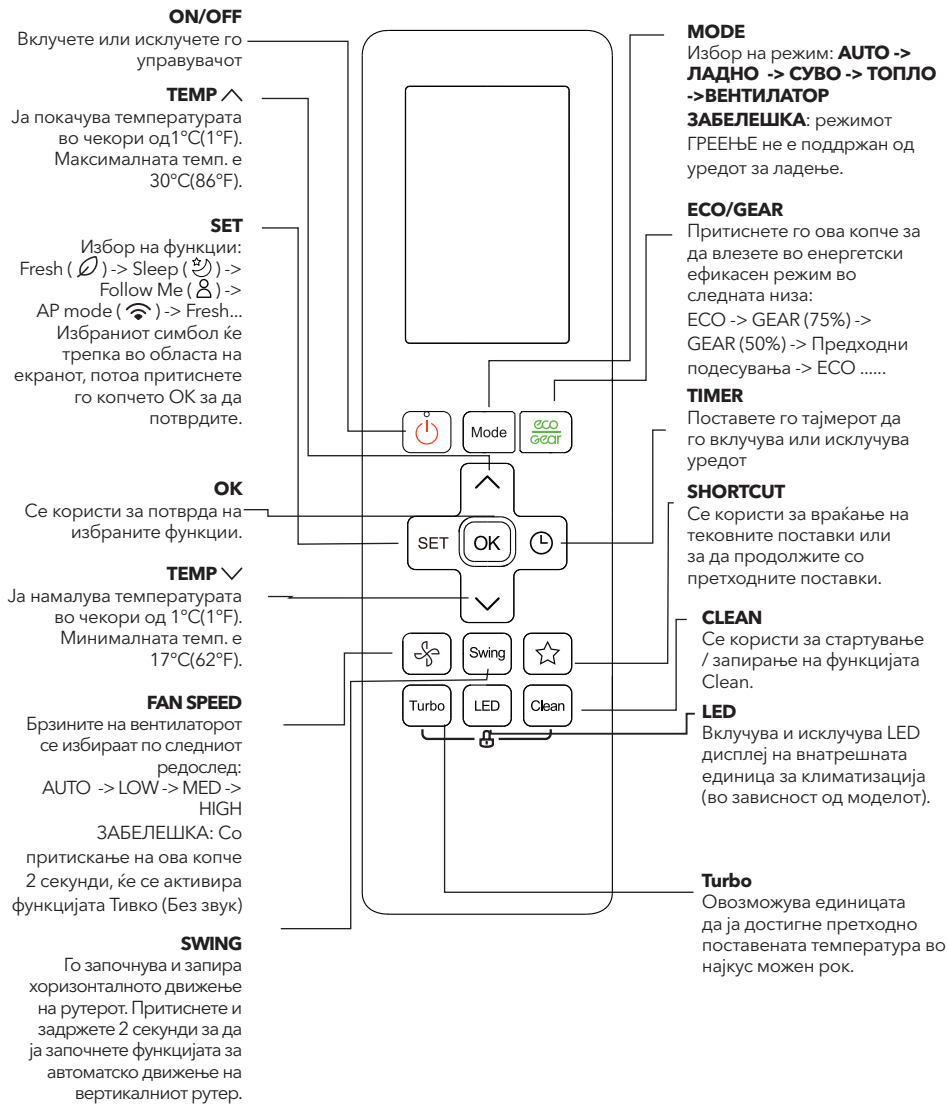 ON/OFF
Вклучете или исклучете го
управувачот
TEMP
Ја покачува температурата
во чекори од1°C(1°F).
Максималната темп. е
30°C(86°F).
SET
Избор на функции:
Fresh ( ) -> Sleep ( ) ->
Follow Me ( ) ->
AP mode ( ) -> Fresh...
Избраниот симбол ќе
трепка во областа на
екранот, потоа притиснете
го копчето ОК за да
потврдите.
OK
Се користи за потврда на
избраните функции.
TEMP
Ја намалува температурата
во чекори од 1°C(1°F).
Минималната темп. е
17°C(62°F).
FAN SPEED
Брзините на вентилаторот
се избираат по следниот
редослед:
AUTO -> LOW -> MED ->
HIGH
ЗАБЕЛЕШКА: Со
притискање на ова копче
2 секунди, ќе се активира
функцијата Тивко (Без звук)
SWING
Го започнува и запира
хоризонталното движење
на рутерот. Притиснете и
задржете 2 секунди за да
ја започнете функцијата за
автоматско движење на
вертикалниот рутер.
Mode
eco
Gear
SET
OK
Swing
Turbo
LED
Clean
MODE
Избор на режим: AUTO ->
ЛАДНО -> СУВО -> ТОПЛО
->ВЕНТИЛАТОР
ЗАБЕЛЕШКА: режимот
ГРЕЕЊЕ не е поддржан од
уредот за ладење.
ECO/GEAR
Притиснете го ова копче за
да влезете во енергетски
ефикасен режим во
следната низа:
ECO -> GEAR (75%) ->
GEAR (50%) -> Предходни
подесувања -> ECO ......
TIMER
Поставете го тајмерот да
го вклучува или исклучува
уредот
SHORTCUT
Се користи за враќање на
тековните поставки или
за да продолжите со
претходните поставки.
CLEAN
Се користи за стартување
/ запирање на функцијата
Clean.
LED
Вклучува и исклучува LED
дисплеј на внатрешната
единица за климатизација
(во зависност од моделот).
Turbo
Овозможува единицата
да ја достигне претходно
поставената температура во
најкус можен рок.